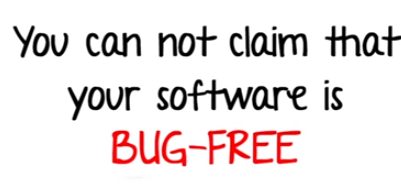 You can not claim that
your software is
BUG-FREE